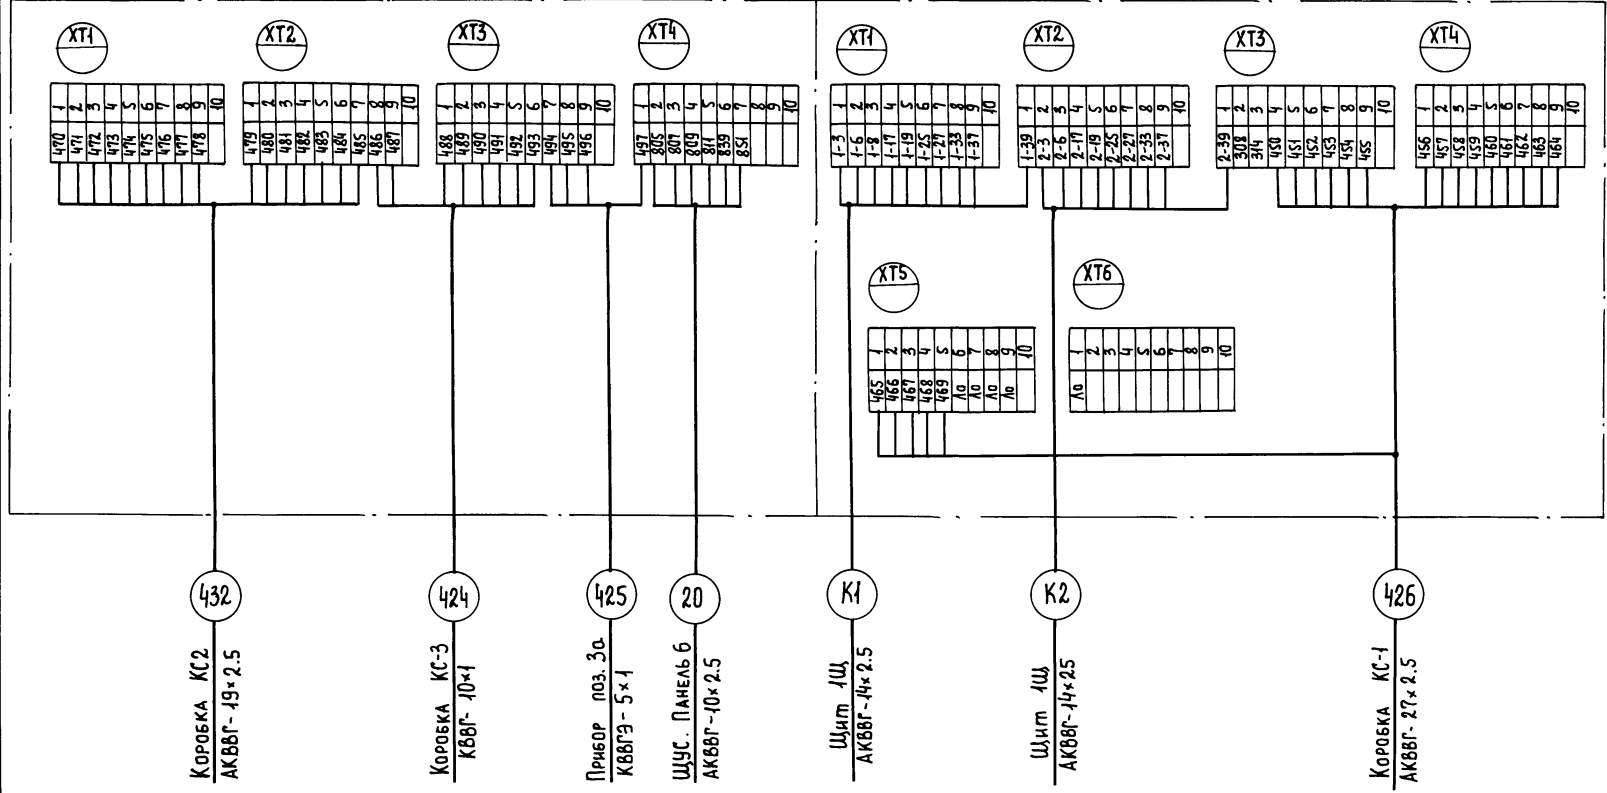 XT1 XT2 XT3 XT4 XT1 XT2 XT3 XT4
1 2 3 4 5 6 7 8 9 10
470 471 472 473 474 475 476 477 478
1 2 3 4 5 6 7 8 9 10
479 480 481 482 483 484 485 486 487
1 2 3 4 5 6 7 8 9 10
488 489 490 491 492 493 494 495 496
1 2 3 4 5 6 7 8 9 10
497 805 807 809 811 839 851
1 2 3 4 5 6 7 8 9 10
1-3 1-6 1-8 1-17 1-19 1-25 1-27 1-33 1-37
1 2 3 4 5 6 7 8 9 10
1-39 2-3 2-6 2-17 2-19 2-25 2-27 2-33 2-37
1 2 3 4 5 6 7 8 9 10
2-39 308 314 450 451 452 453 454 455
1 2 3 4 5 6 7 8 9 10
456 457 458 459 460 461 462 463 464
XT5 XT6
1 2 3 4 5 6 7 8 9 10
465 466 467 468 469 Ло Ло Ло Ло
1 2 3 4 5 6 7 8 9 10
Ло
432 424 425 20 К1 К2 426
Коробка КС2
АКВВГ-19×2.5
Коробка КС-3
КВВГ-10×1
Прибор поз. 3а
КВВГЭ-5×1
ЩУС. Панель 6
АКВВГ-10×2.5
Щит 1Щ
АКВВГ-14×2.5
Щит 1Щ
АКВВГ-14×25
Коробка КС-1
АКВВГ-27×2.5